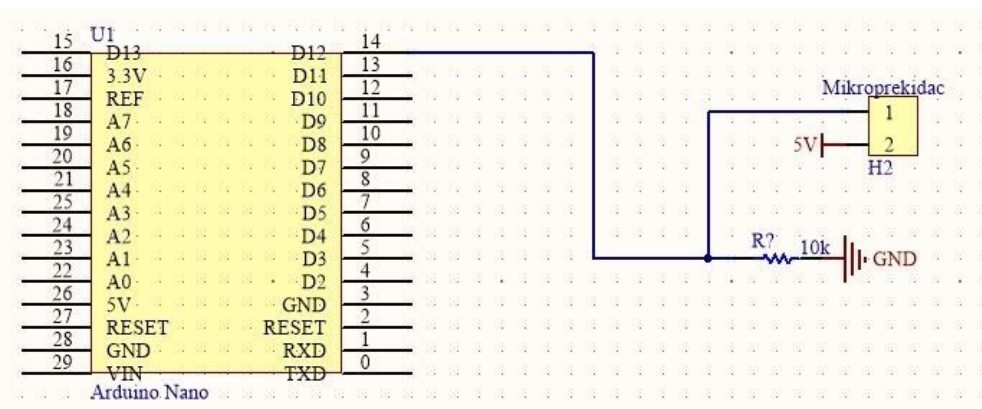 U1
15 D13 D12 14
16 3.3V D11 13
17 REF D10 12
18 A7 D9 11
19 A6 D8 10
20 A5 D7 9
21 A4 D6 8
25 A3 D5 7
24 A2 D4 6
23 A1 D3 5
22 A0 D2 4
26 5V GND 3
27 RESET RESET 2
28 GND RXD 1
29 VIN TXD 0
Arduino Nano
Mikroprekidac
1
5V 2
H2
R? 10k GND